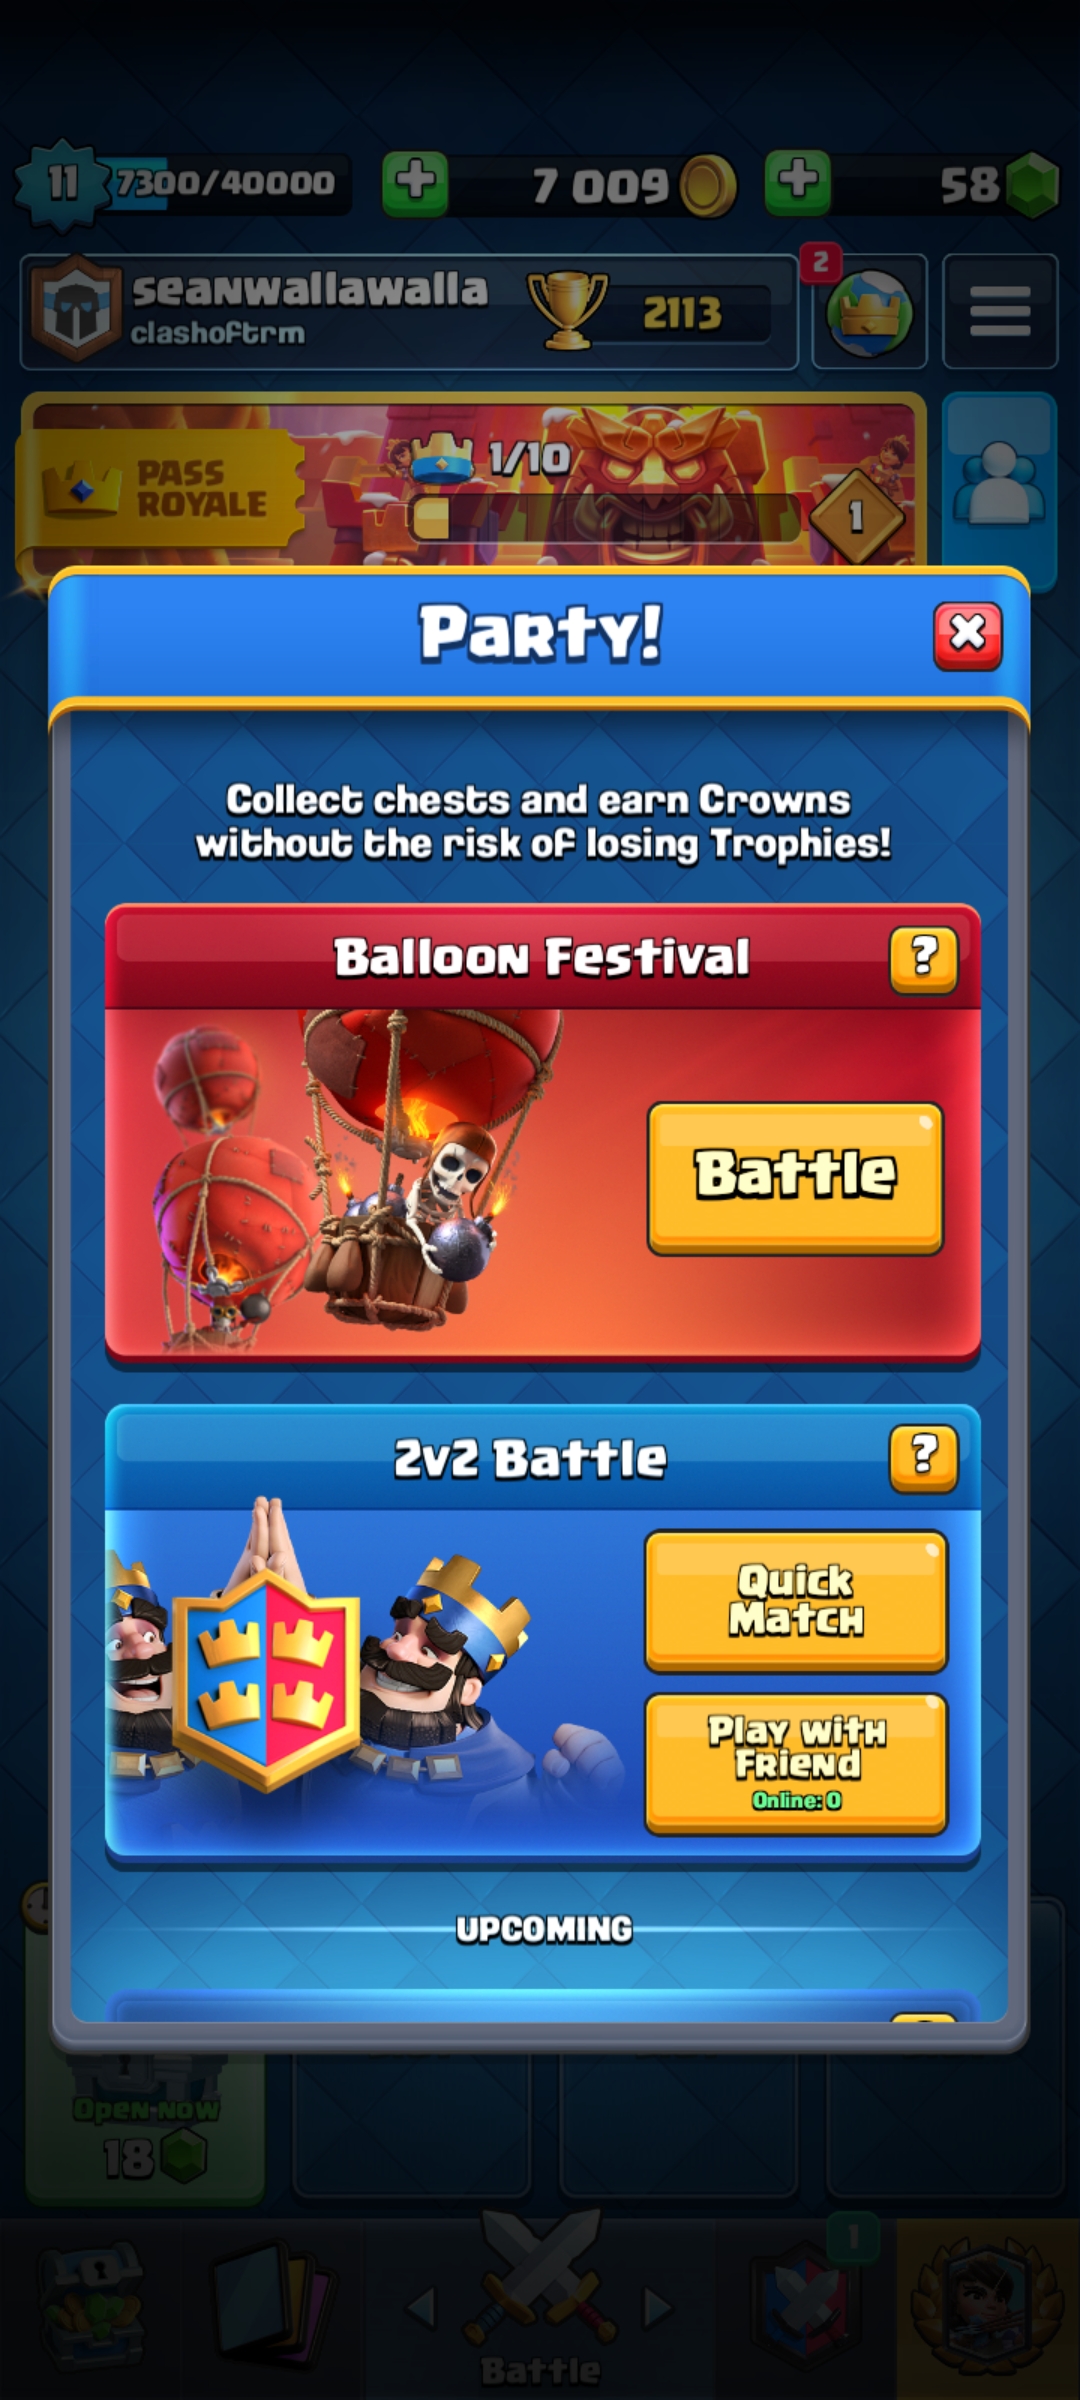 11 7300/40000 7 009 58
seanwallawalla 2113 2
clashoftrm
PASS
ROYALE
1/10
1
Party!
Collect chests and earn Crowns
without the risk of losing Trophies!
Balloon Festival ?
Battle
2v2 Battle ?
Quick
Match
Play with
Friend
Online: 0
UPCOMING
Open now
18
1
Battle